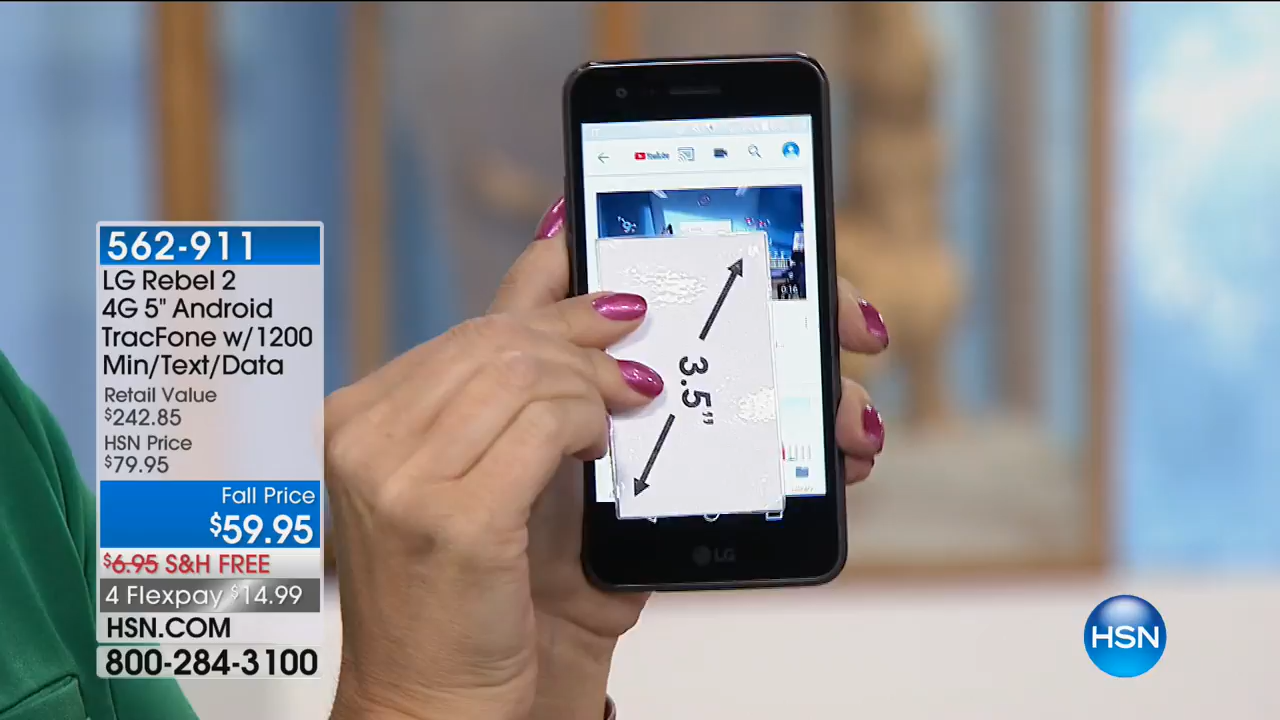 562-911
LG Rebel 2
4G 5" Android
TracFone w/1200
Min/Text/Data
Retail Value
$242.85
HSN Price
$79.95
Fall Price
$59.95
$6.95 S&H FREE
4 Flexpay $14.99
HSN.COM
800-284-3100
YouTube
0:16
3.5"
LG
HSN